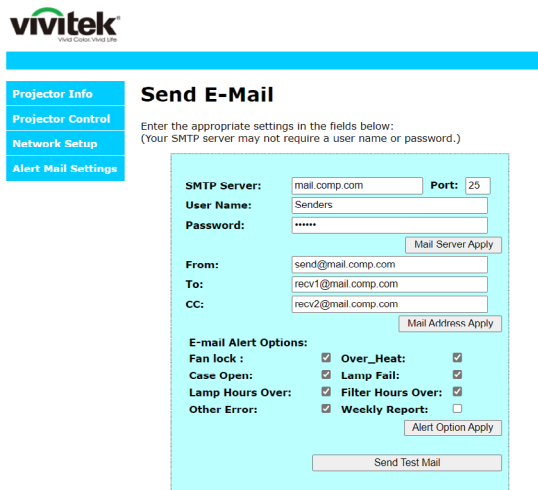 vivitek
Vivid Color, Vivid Life
Projector Info
Projector Control
Network Setup
Alert Mail Settings
Send E-Mail
Enter the appropriate settings in the fields below:
(Your SMTP server may not require a user name or password.)
SMTP Server: mail.comp.com Port: 25
User Name: Senders
Password: ••••••
Mail Server Apply
From: send@mail.comp.com
To: recv1@mail.comp.com
CC: recv2@mail.comp.com
Mail Address Apply
E-mail Alert Options:
Fan lock : Over_Heat:
Case Open: Lamp Fail:
Lamp Hours Over: Filter Hours Over:
Other Error: Weekly Report:
Alert Option Apply
Send Test Mail